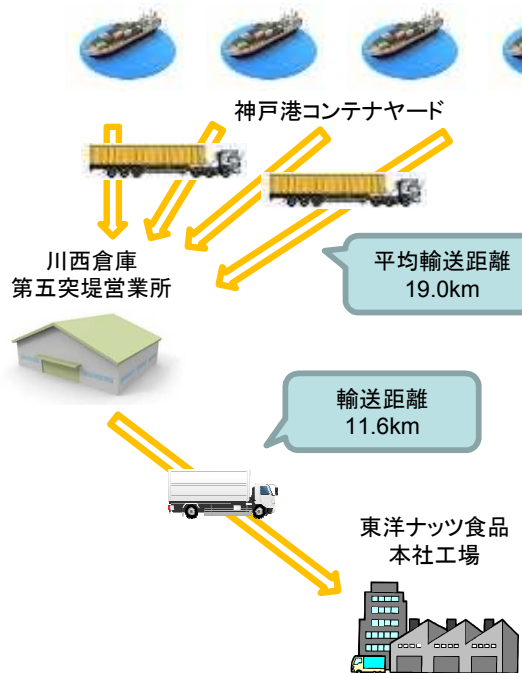 神戸港コンテナヤード
川西倉庫
第五突堤営業所
平均輸送距離
19.0km
輸送距離
11.6km
東洋ナッツ食品
本社工場